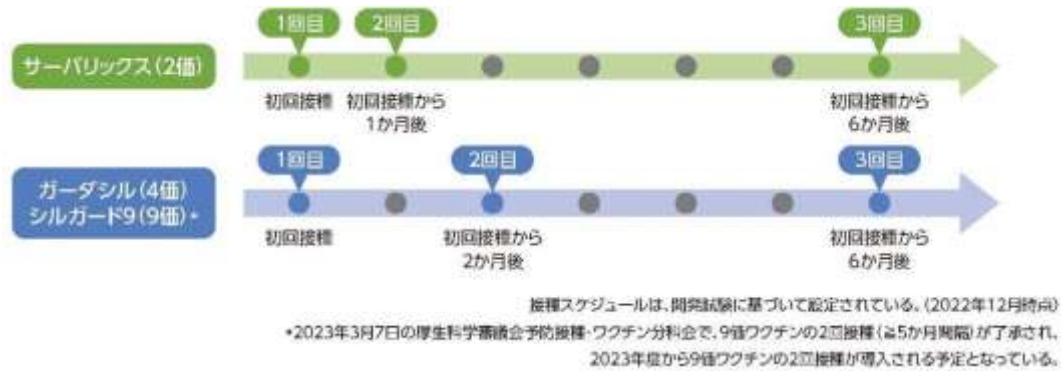 1回目 2回目 3回目
サーバリックス(2価)
初回接種 初回接種から 初回接種から
1か月後 6か月後
1回目 2回目 3回目
ガーダシル(4価)
シルガード9(9価)*
初回接種 初回接種から 初回接種から
2か月後 6か月後
接種スケジュールは、開発試験に基づいて設定されている。(2022年12月時点)
*2023年3月7日の厚生科学審議会予防接種・ワクチン分科会で、9価ワクチンの2回接種(≧5か月間隔)が了承され、
2023年度から9価ワクチンの2回接種が導入される予定となっている。